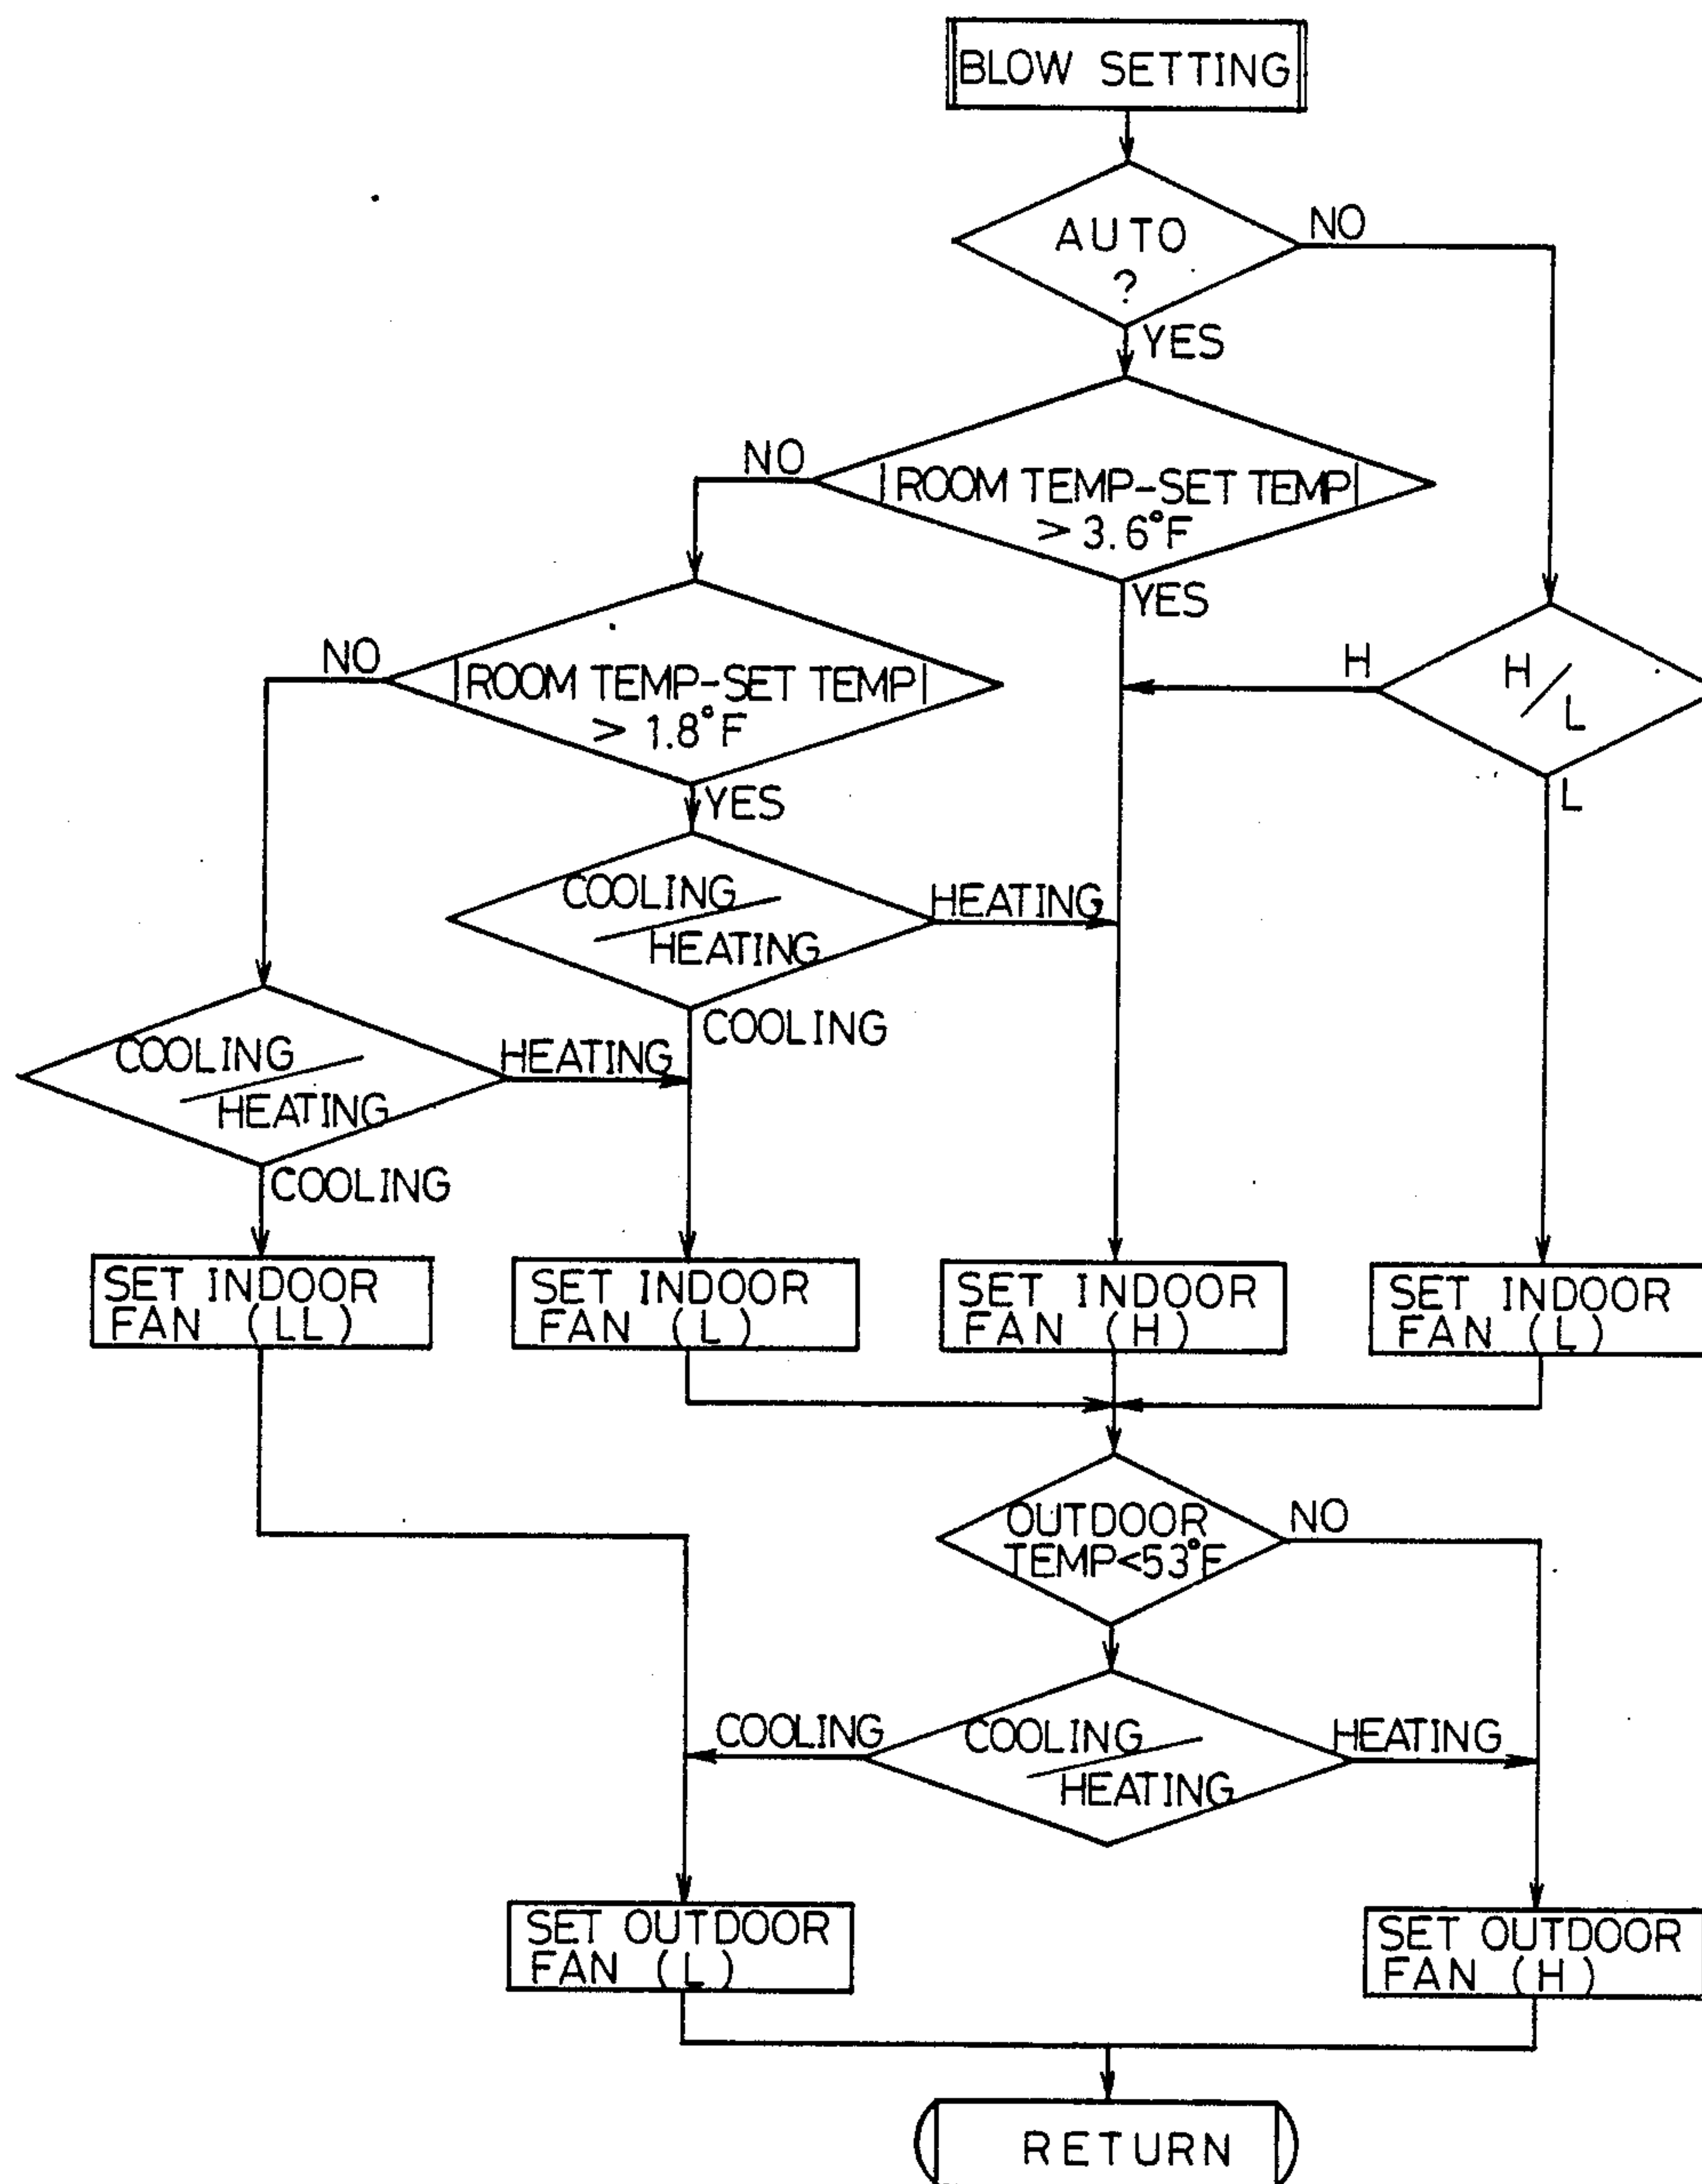 BLOW SETTING
AUTO
?
NO
YES
|ROOM TEMP-SET TEMP|
> 3.6°F
NO
YES
|ROOM TEMP-SET TEMP|
> 1.8°F
NO
YES
H/L
H
L
COOLING
HEATING
HEATING
COOLING
COOLING
HEATING
HEATING
COOLING
SET INDOOR
FAN (LL)
SET INDOOR
FAN (L)
SET INDOOR
FAN (H)
SET INDOOR
FAN (L)
OUTDOOR
TEMP<53°F
NO
COOLING
COOLING
HEATING
HEATING
SET OUTDOOR
FAN (L)
SET OUTDOOR
FAN (H)
RETURN